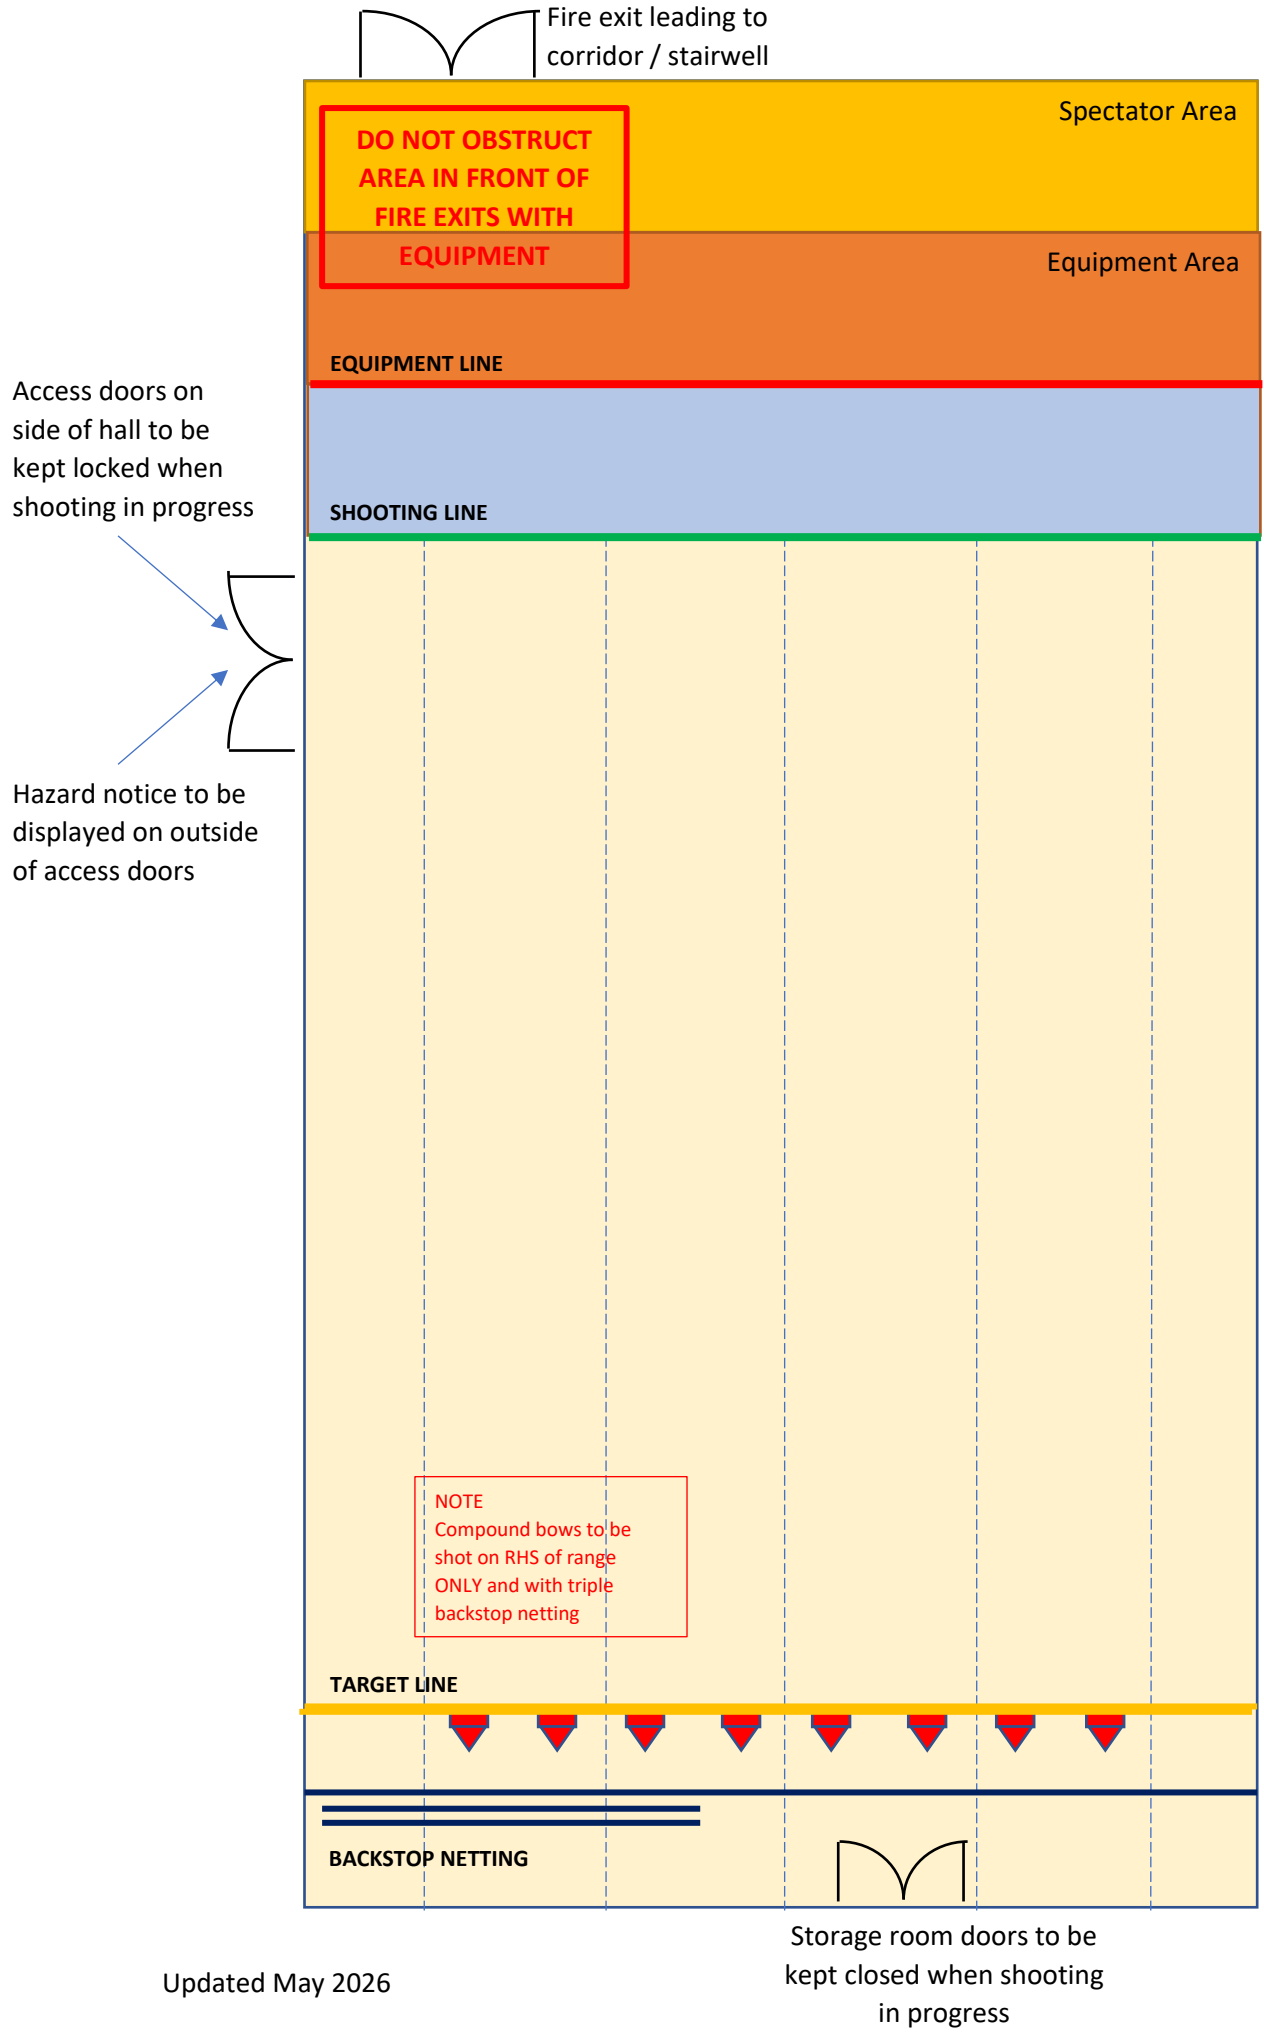 Fire exit leading to
corridor / stairwell
Spectator Area
DO NOT OBSTRUCT
AREA IN FRONT OF
FIRE EXITS WITH
EQUIPMENT
Equipment Area
EQUIPMENT LINE
Access doors on
side of hall to be
kept locked when
shooting in progress
SHOOTING LINE
Hazard notice to be
displayed on outside
of access doors
NOTE
Compound bows to be
shot on RHS of range
ONLY and with triple
backstop netting
TARGET LINE
BACKSTOP NETTING
Storage room doors to be
kept closed when shooting
in progress
Updated May 2026